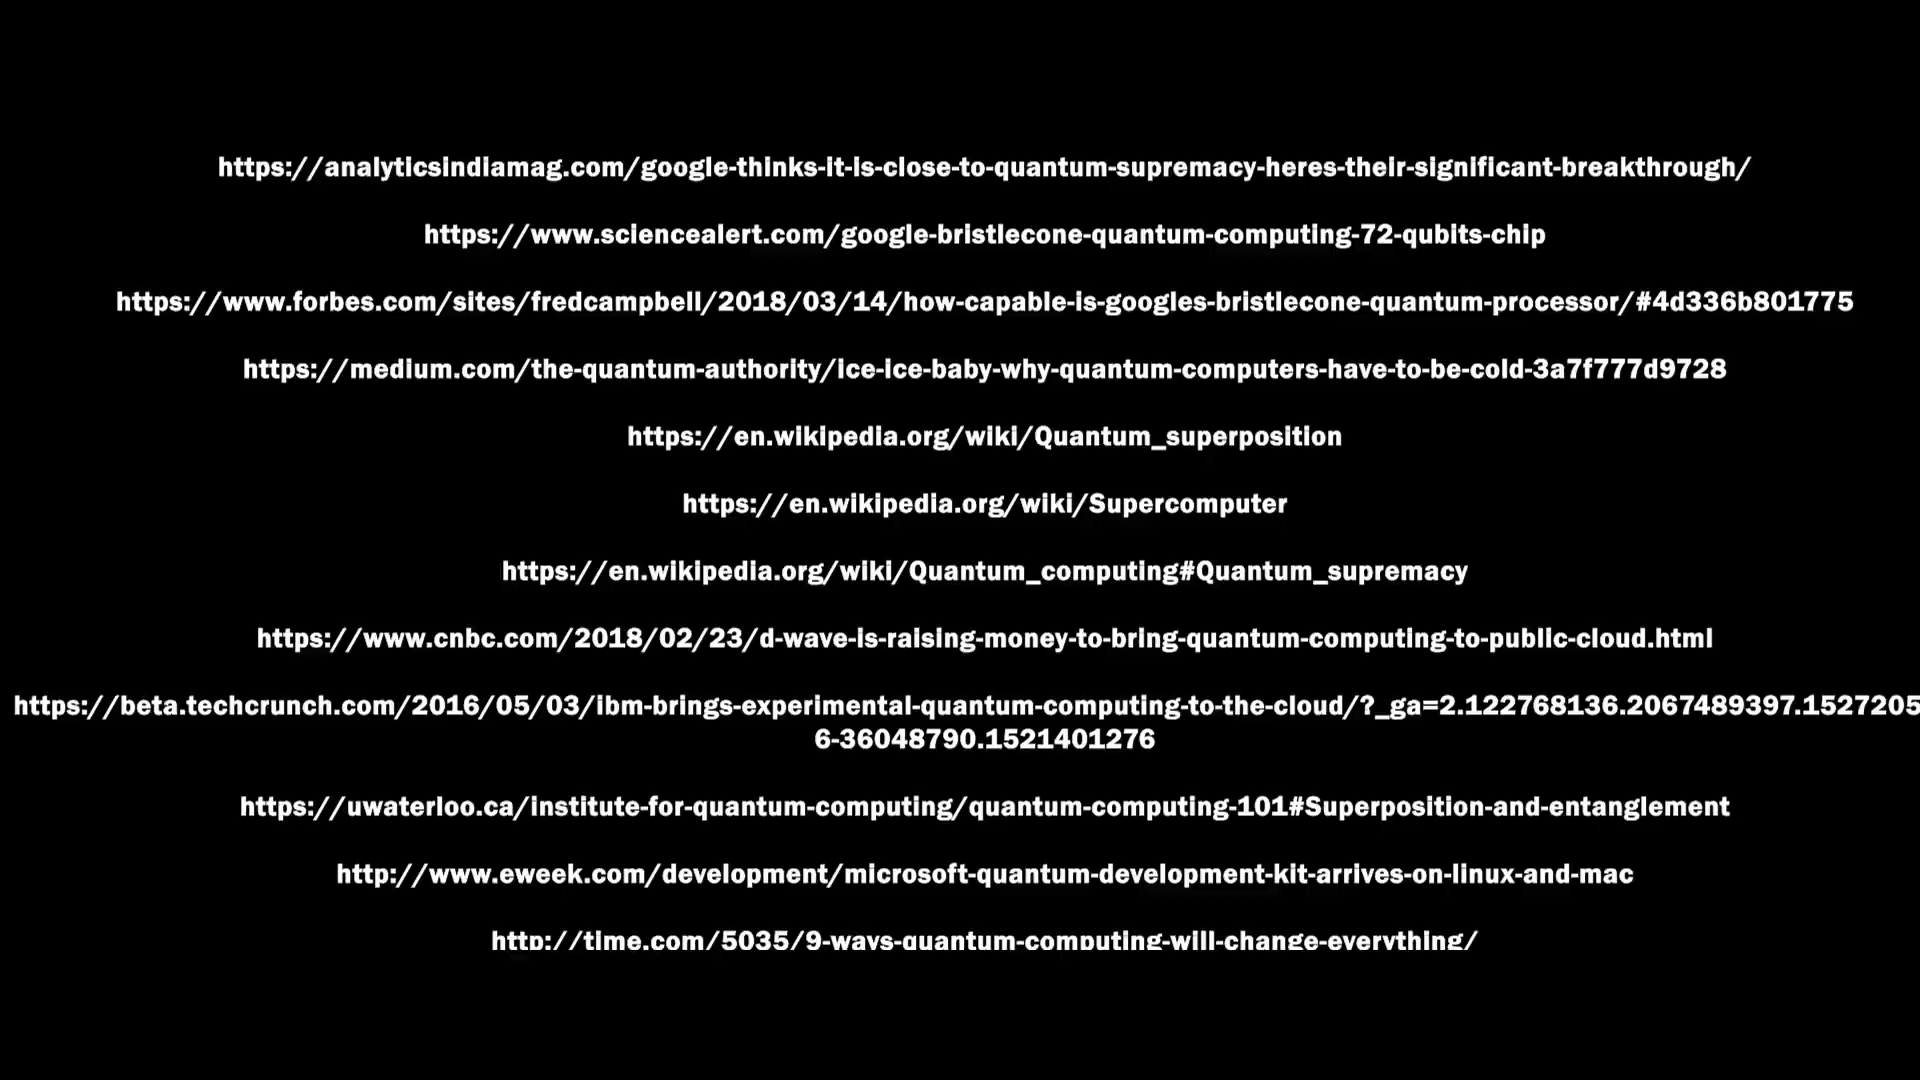 https://analyticsindiamag.com/google-thinks-it-is-close-to-quantum-supremacy-heres-their-significant-breakthrough/
https://www.sciencealert.com/google-bristlecone-quantum-computing-72-qubits-chip
https://www.forbes.com/sites/fredcampbell/2018/03/14/how-capable-is-googles-bristlecone-quantum-processor/#4d336b801775
https://medium.com/the-quantum-authority/ice-ice-baby-why-quantum-computers-have-to-be-cold-3a7f777d9728
https://en.wikipedia.org/wiki/Quantum_superposition
https://en.wikipedia.org/wiki/Supercomputer
https://en.wikipedia.org/wiki/Quantum_computing#Quantum_supremacy
https://www.cnbc.com/2018/02/23/d-wave-is-raising-money-to-bring-quantum-computing-to-public-cloud.html
https://beta.techcrunch.com/2016/05/03/ibm-brings-experimental-quantum-computing-to-the-cloud/?_ga=2.122768136.2067489397.1527205
6-36048790.1521401276
https://uwaterloo.ca/institute-for-quantum-computing/quantum-computing-101#Superposition-and-entanglement
http://www.eweek.com/development/microsoft-quantum-development-kit-arrives-on-linux-and-mac
http://time.com/5035/9-ways-quantum-computing-will-change-everything/